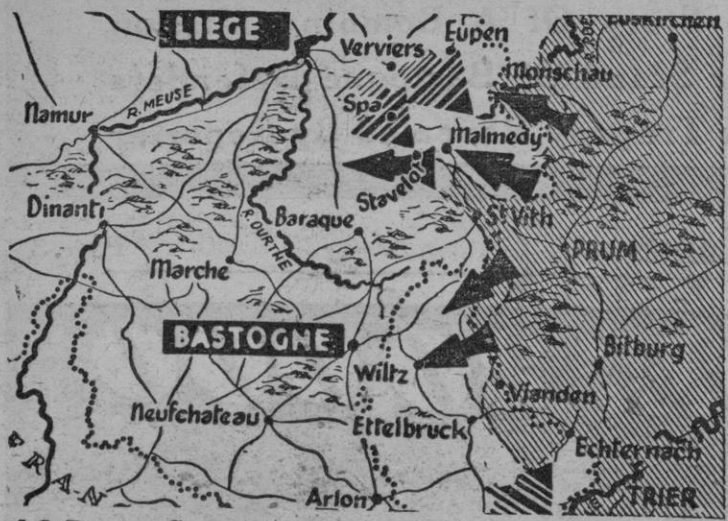 LIEGE
Verviers
Eupen
Euskirchen
Monschau
R. MEUSE
Namur
Spa
Malmedy
Stavelot
Dinant
R. OURTHE
Baraque
St Vith
PRUM
Marche
BASTOGNE
Wiltz
Bitburg
Vianden
Neufchateau
Ettelbruck
Echternach
Arlon
TRIER